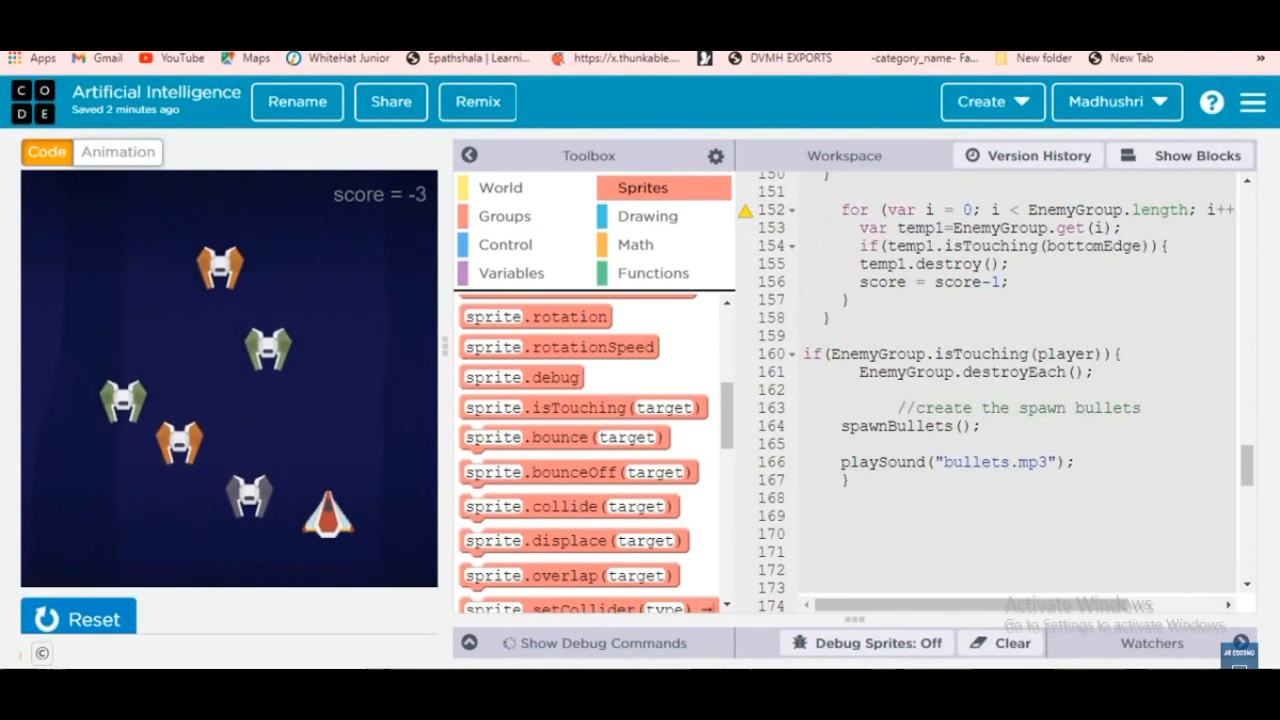 Apps Gmail YouTube Maps WhiteHat Junior Epathshala | Learni... https://x.thunkable.... DVMH EXPORTS -category_name- Fa... New folder New Tab »
C O D E
Artificial Intelligence
Saved 2 minutes ago
Rename Share Remix Create Madhushri ?
Code Animation
Toolbox
Workspace Version History Show Blocks
score = -3
World Sprites
Groups Drawing
Control Math
Variables Functions
sprite.rotation
sprite.rotationSpeed
sprite.debug
sprite.isTouching(target)
sprite.bounce(target)
sprite.bounceOff(target)
sprite.collide(target)
sprite.displace(target)
sprite.overlap(target)
sprite.setCollider(type)
150 }
151
152 for (var i = 0; i < EnemyGroup.length; i++
153 var temp1=EnemyGroup.get(i);
154 if(temp1.isTouching(bottomEdge)){
155 temp1.destroy();
156 score = score-1;
157 }
158 }
159
160 if(EnemyGroup.isTouching(player)){
161 EnemyGroup.destroyEach();
162
163 //create the spawn bullets
164 spawnBullets();
165
166 playSound("bullets.mp3");
167 }
168
169
170
171
172
173
174
Activate Windows
Go to Settings to activate Windows.
Reset
©
Show Debug Commands Debug Sprites: Off Clear Watchers
JR CODING